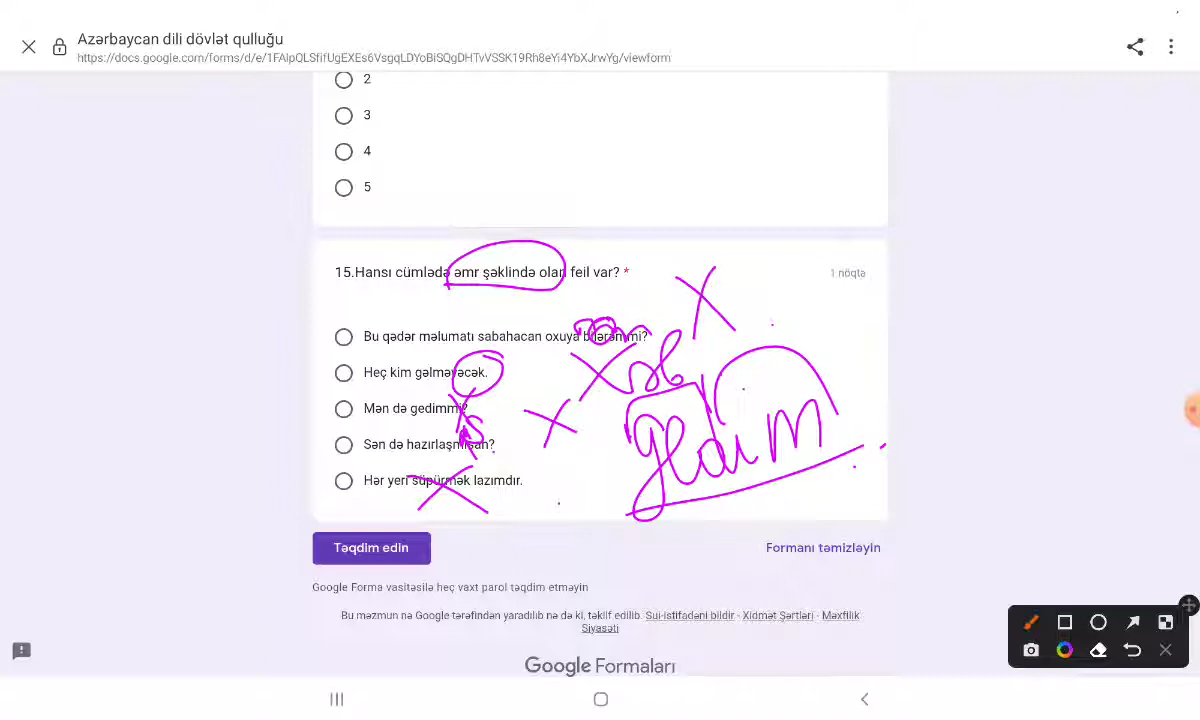 Azərbaycan dili dövlət qulluğu
https://docs.google.com/forms/d/e/1FAIpQLSfifUgEXEs6VsgqLDYoBiSQgDHTvVSSK19Rh8eYi4YbXJrwYg/viewform
2
3
4
5
15.Hansı cümlədə əmr şəklində olan feil var? *
1 nöqtə
Bu qədər məlumatı sabahacan oxuya bilərəmmi?
Heç kim gəlməyəcək.
Mən də gedimmi?
Sən də hazırlaşmısan?
Hər yeri süpürmək lazımdır.
Təqdim edin
Formanı təmizləyin
Google Forma vasitəsilə heç vaxt parol təqdim etməyin
Bu məzmun nə Google tərəfindən yaradılıb nə də ki, təklif edilib. Sui-istifadəni bildir - Xidmət Şərtləri - Məxfilik
Siyasəti
Google Formaları